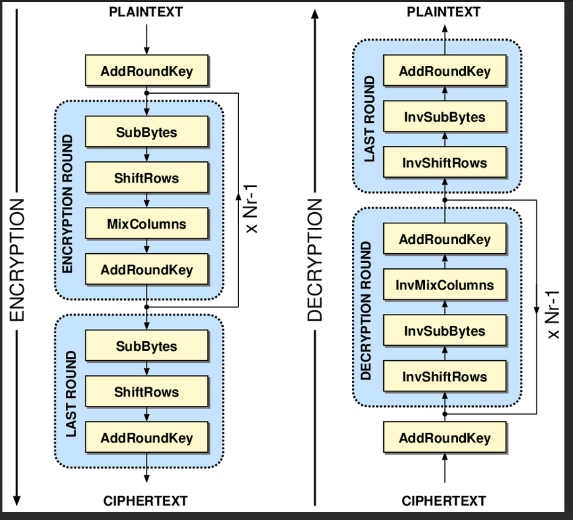 PLAINTEXT
AddRoundKey
ENCRYPTION ROUND
SubBytes
ShiftRows
MixColumns
AddRoundKey
x Nr-1
ENCRYPTION
LAST ROUND
SubBytes
ShiftRows
AddRoundKey
CIPHERTEXT
PLAINTEXT
LAST ROUND
AddRoundKey
InvSubBytes
InvShiftRows
DECRYPTION
DECRYPTION ROUND
AddRoundKey
InvMixColumns
InvSubBytes
InvShiftRows
x Nr-1
AddRoundKey
CIPHERTEXT